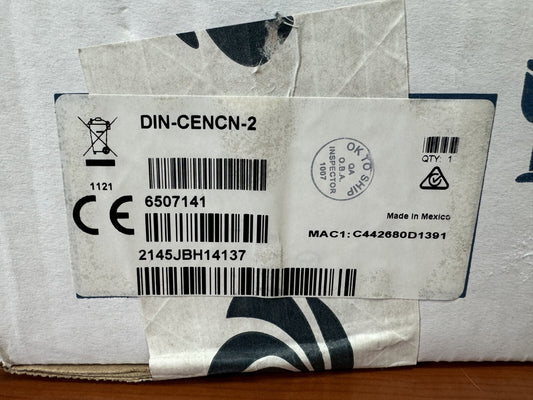 DIN-CENCN-2
1121
6507141
2145JBH14137
OK TO SHIP
QA
O.B.A.
INSPECTOR
1007
QTY: 1
Made in Mexico
MAC1: C442680D1391